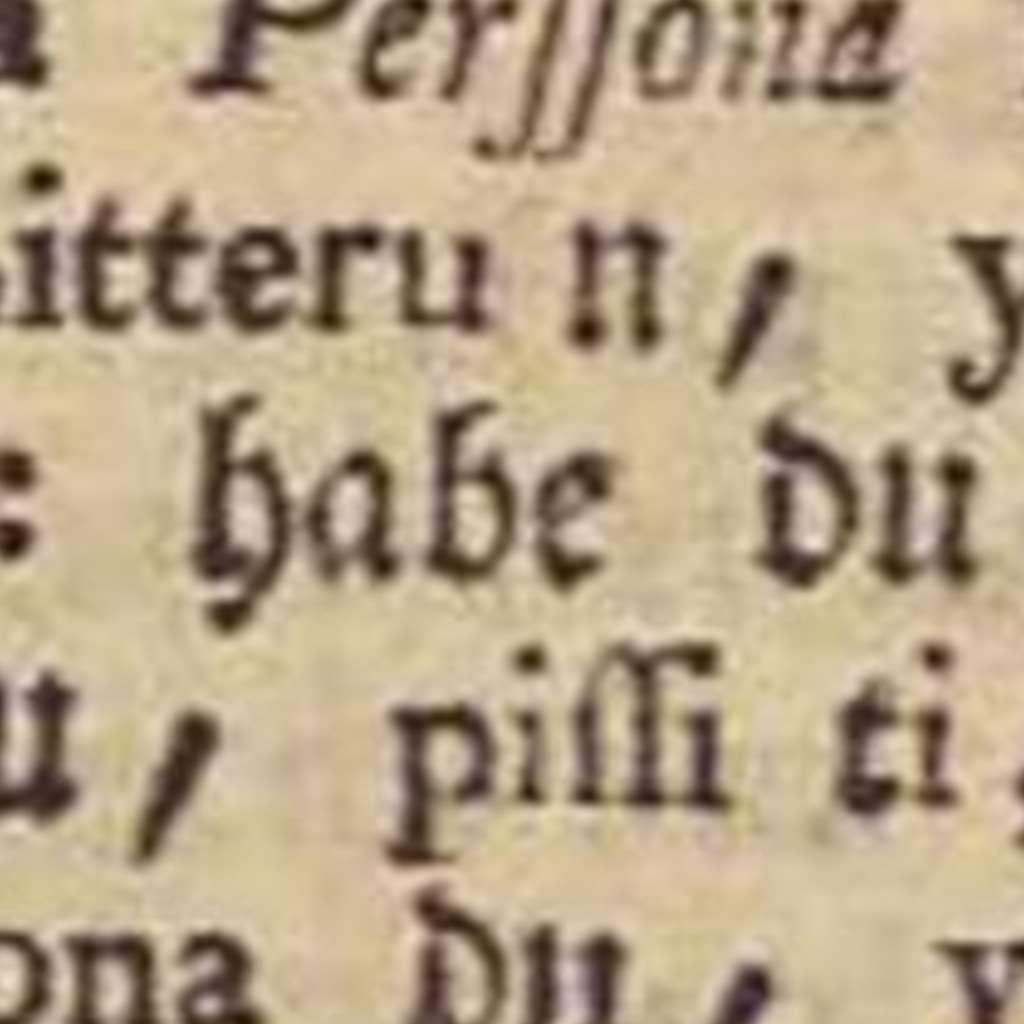 Perſſona
itteru n, y
: habe du
u, piſſi ti
ona du, y